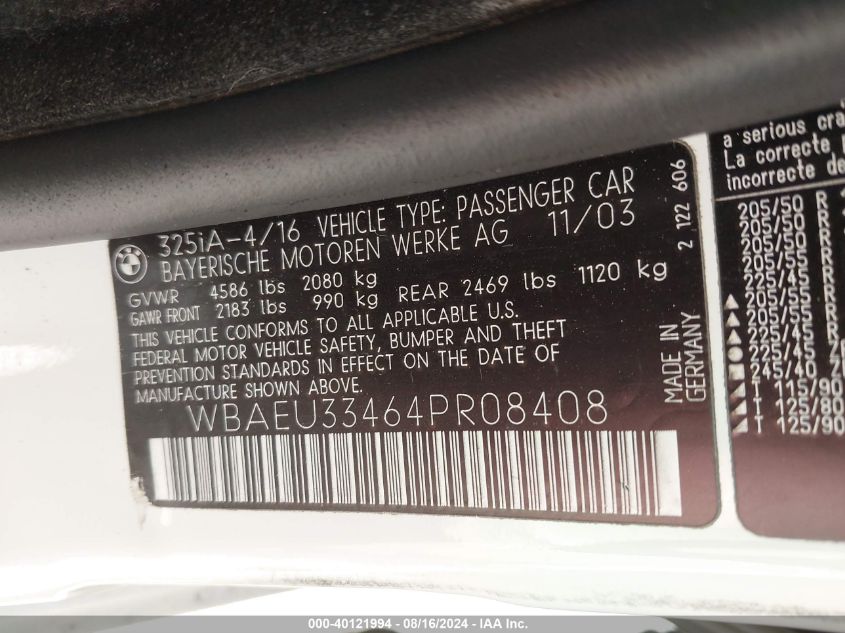 325iA-4/16 VEHICLE TYPE: PASSENGER CAR
BAYERISCHE MOTOREN WERKE AG 11/03
GVWR 4586 lbs 2080 kg
GAWR FRONT 2183 lbs 990 kg REAR 2469 lbs 1120 kg
THIS VEHICLE CONFORMS TO ALL APPLICABLE U.S.
FEDERAL MOTOR VEHICLE SAFETY, BUMPER AND THEFT
PREVENTION STANDARDS IN EFFECT ON THE DATE OF
MANUFACTURE SHOWN ABOVE.
WBAEU33464PR08408
2 122 606
MADE IN
GERMANY
a serious cra
La correcte
incorrecte de
205/50 R
205/50 R
205/50 R
205/55 R
225/45 R
205/55 R
205/55 R
225/45 R
225/45
245/40
T 115/90
T 125/80
T 125/90
000-40121994 - 08/16/2024 - IAA Inc.